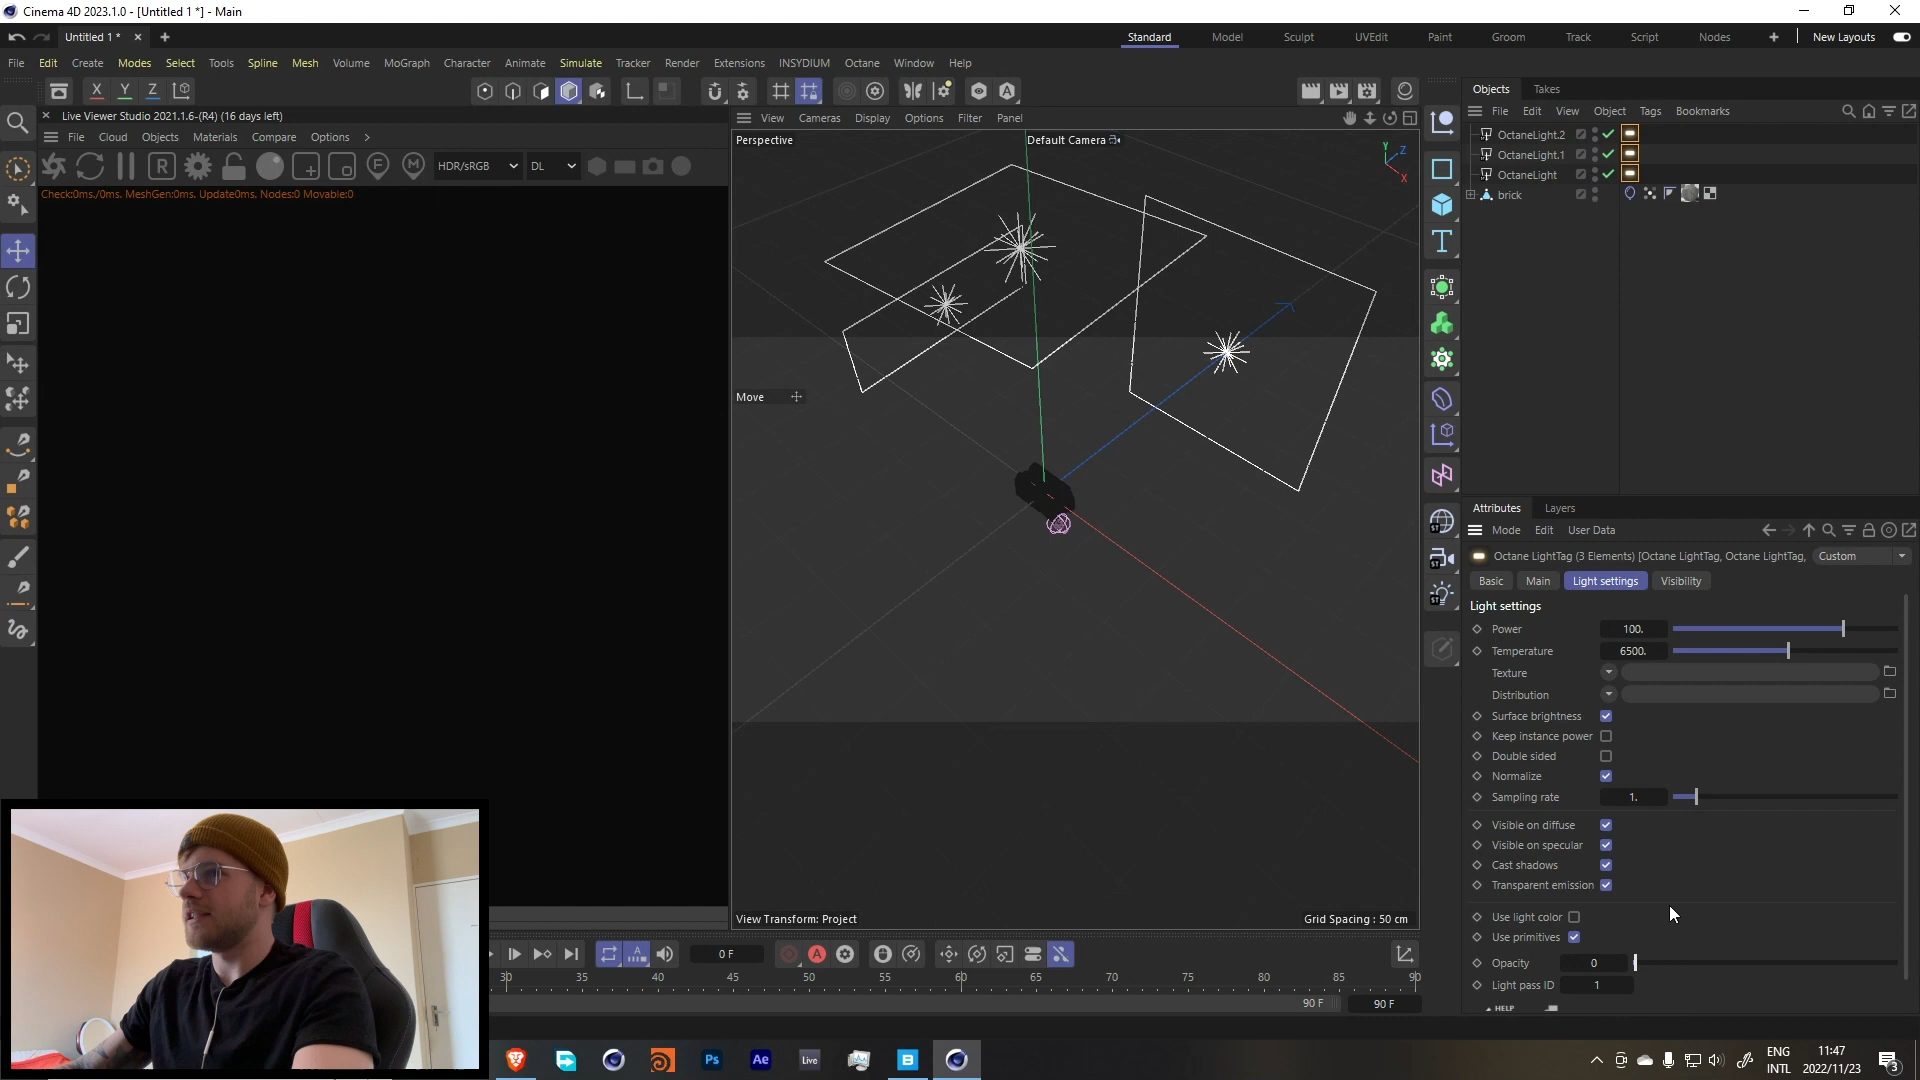 Cinema 4D 2023.1.0 - [Untitled 1 *] - Main
Untitled 1 *
Standard Model Sculpt UVEdit Paint Groom Track Script Nodes New Layouts
File Edit Create Modes Select Tools Spline Mesh Volume MoGraph Character Animate Simulate Tracker Render Extensions INSYDIUM Octane Window Help
X Y Z
Objects Takes
File Edit View Object Tags Bookmarks
Live Viewer Studio 2021.1.6-(R4) (16 days left)
File Cloud Objects Materials Compare Options
HDR/sRGB DL
Check:0ms./0ms. MeshGen:0ms. Update0ms. Nodes:0 Movable:0
View Cameras Display Options Filter Panel
Perspective
Default Camera
Y Z X
Move
View Transform: Project
Grid Spacing : 50 cm
OctaneLight.2
OctaneLight.1
OctaneLight
brick
Attributes Layers
Mode Edit User Data
Octane LightTag (3 Elements) [Octane LightTag, Octane LightTag, Custom
Basic Main Light settings Visibility
Light settings
Power 100.
Temperature 6500.
Texture
Distribution
Surface brightness
Keep instance power
Double sided
Normalize
Sampling rate 1.
Visible on diffuse
Visible on specular
Cast shadows
Transparent emission
Use light color
Use primitives
Opacity 0
Light pass ID 1
HELP
0 F
30 35 40 45 50 55 60 65 70 75 80 85 90
90 F 90 F
Ps Ae Live
ENG
INTL
11:47
2022/11/23
3